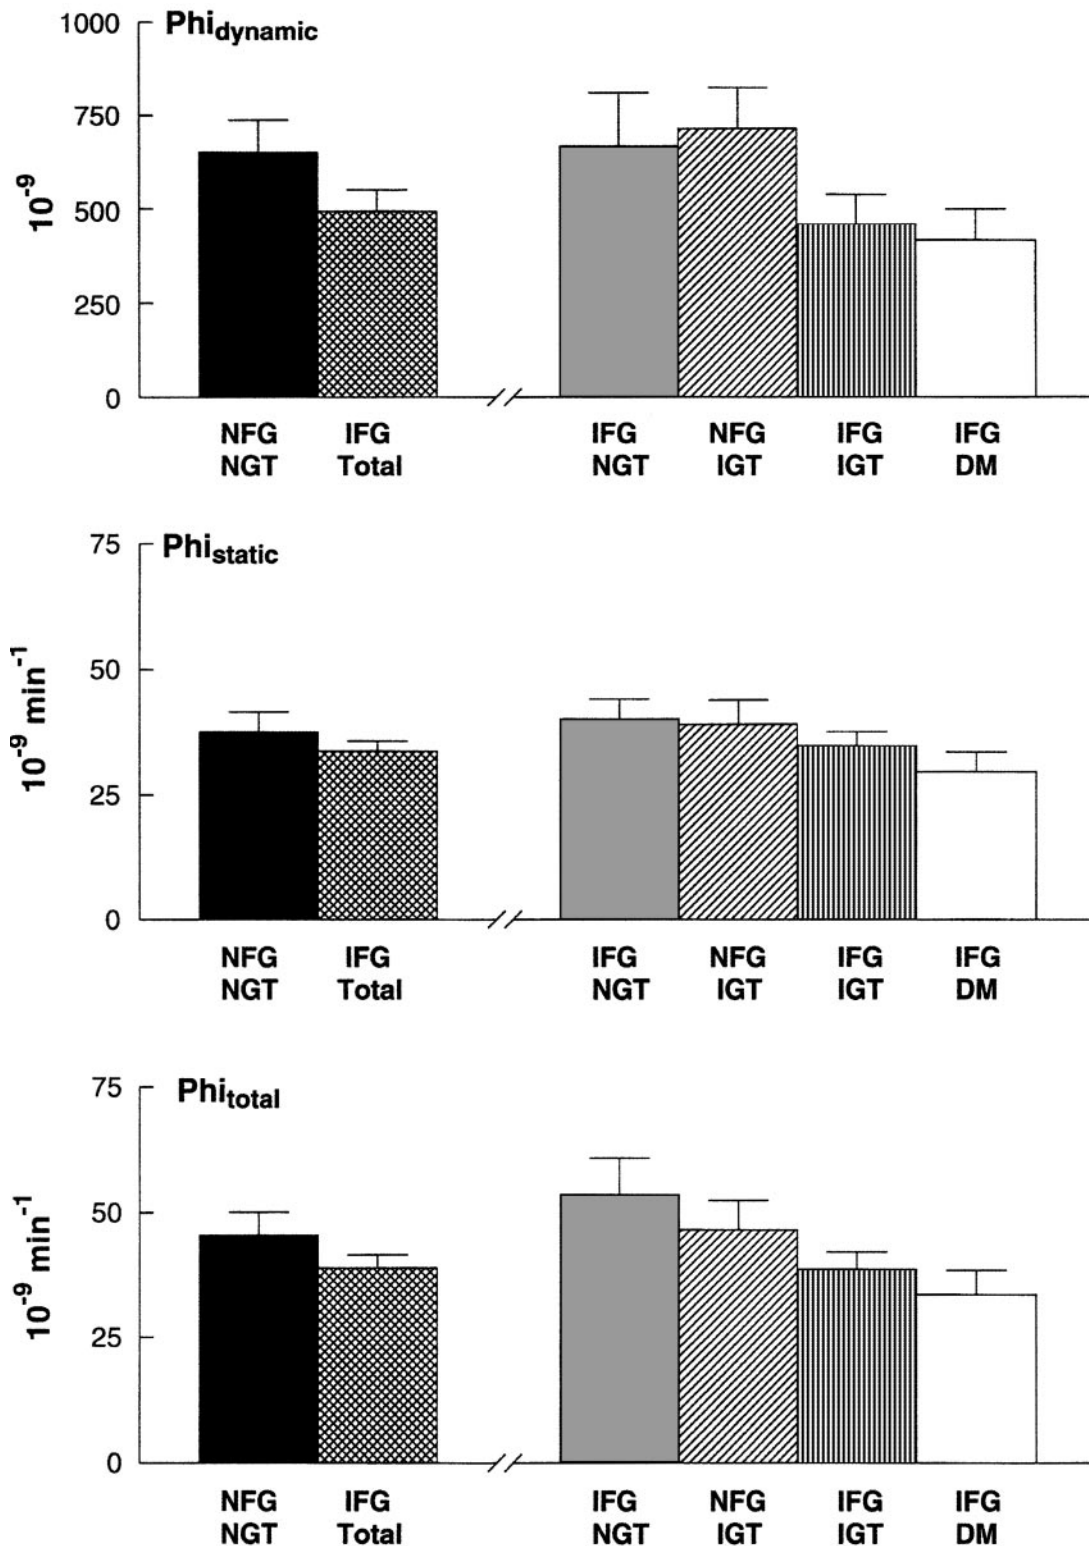 Phi_dynamic
1000
750
500
250
0
10^-9
NFG IFG IFG NFG IFG IFG
NGT Total NGT IGT IGT DM
Phi_static
75
50
25
0
10^-9 min^-1
NFG IFG IFG NFG IFG IFG
NGT Total NGT IGT IGT DM
Phi_total
75
50
25
0
10^-9 min^-1
NFG IFG IFG NFG IFG IFG
NGT Total NGT IGT IGT DM